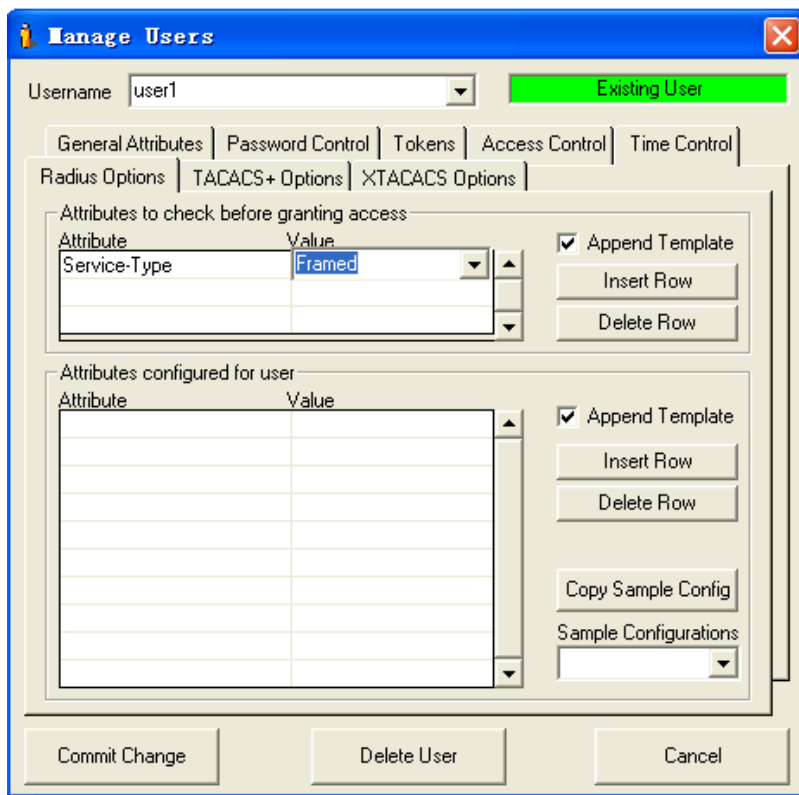 Manage Users
Username user1 Existing User
General Attributes Password Control Tokens Access Control Time Control
Radius Options TACACS+ Options XTACACS Options
Attributes to check before granting access
Attribute Value
Append Template
Service-Type Framed
Insert Row
Delete Row
Attributes configured for user
Attribute Value
Append Template
Insert Row
Delete Row
Copy Sample Config
Sample Configurations
Commit Change Delete User Cancel